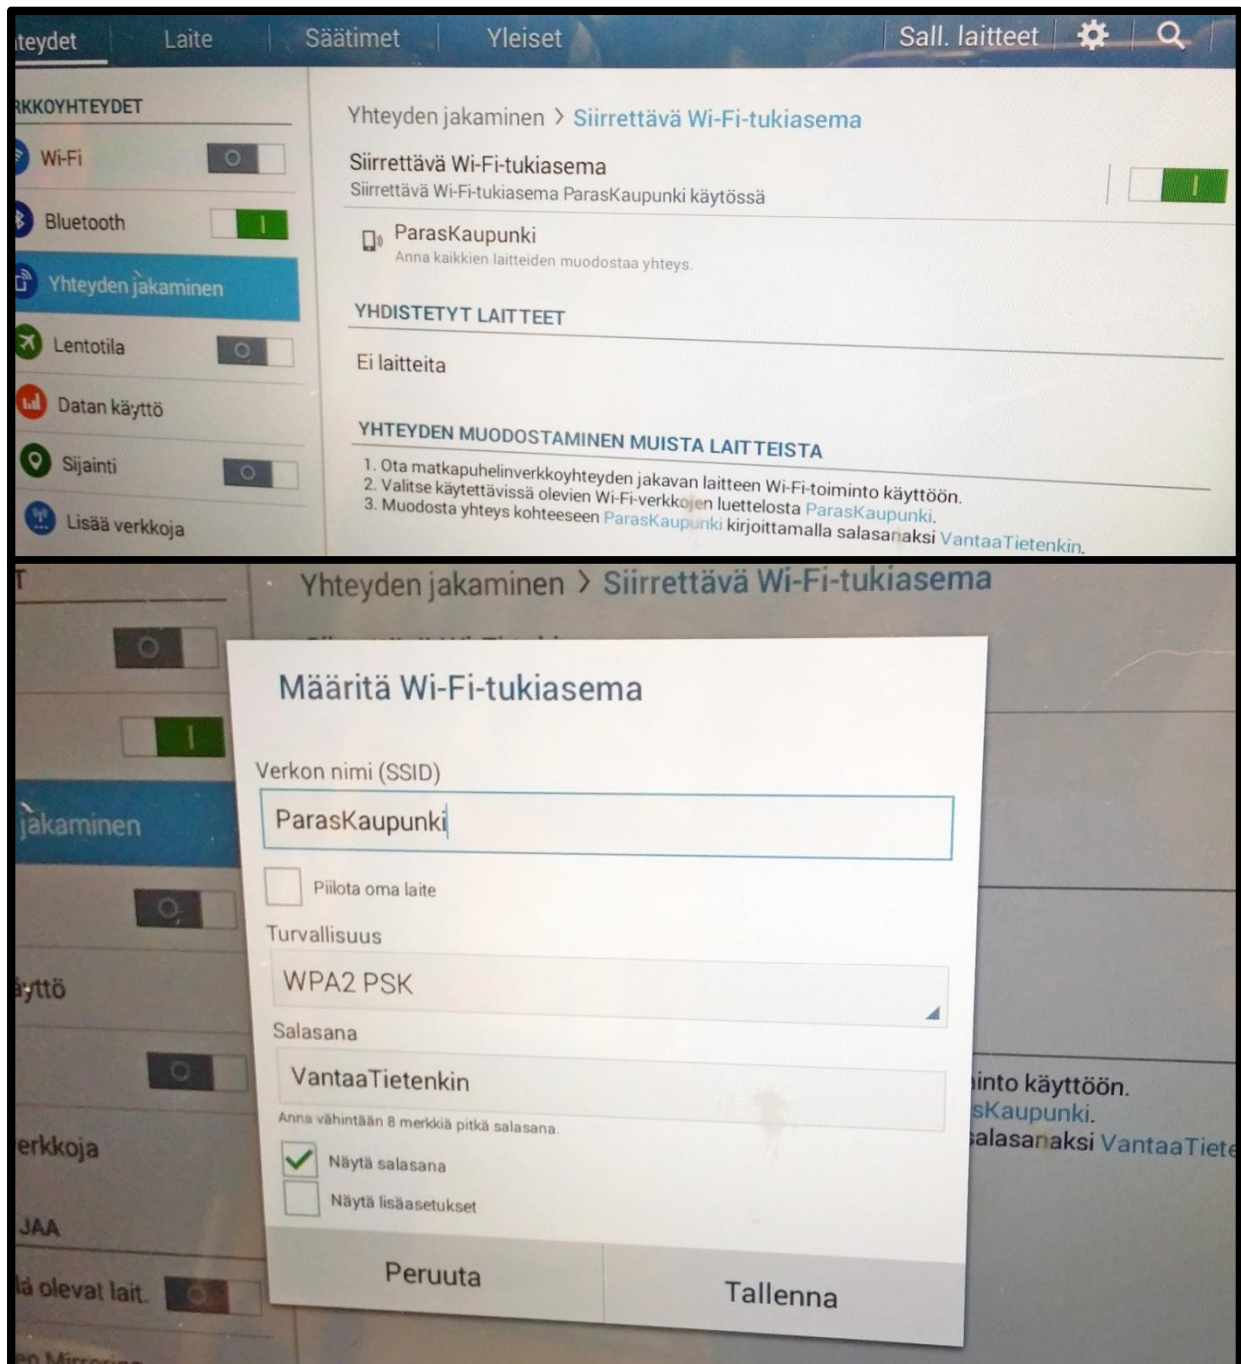 teydet Laite Säätimet Yleiset Sall. laitteet
RKKOYHTEYDET
Wi-Fi
Bluetooth
Yhteyden jakaminen
Lentotila
Datan käyttö
Sijainti
Lisää verkkoja
Yhteyden jakaminen > Siirrettävä Wi-Fi-tukiasema
Siirrettävä Wi-Fi-tukiasema
Siirrettävä Wi-Fi-tukiasema ParasKaupunki käytössä
ParasKaupunki
Anna kaikkien laitteiden muodostaa yhteys.
YHDISTETYT LAITTEET
Ei laitteita
YHTEYDEN MUODOSTAMINEN MUISTA LAITTEISTA
1. Ota matkapuhelinverkkoyhteyden jakavan laitteen Wi-Fi-toiminto käyttöön.
2. Valitse käytettävissä olevien Wi-Fi-verkkojen luettelosta ParasKaupunki.
3. Muodosta yhteys kohteeseen ParasKaupunki kirjoittamalla salasanaksi VantaaTietenkin.
T
Yhteyden jakaminen > Siirrettävä Wi-Fi-tukiasema
jakaminen
äyttö
erkkoja
JAA
lä olevat lait.
Määritä Wi-Fi-tukiasema
Verkon nimi (SSID)
ParasKaupunki
Piilota oma laite
Turvallisuus
WPA2 PSK
Salasana
VantaaTietenkin
Anna vähintään 8 merkkiä pitkä salasana.
Näytä salasana
Näytä lisäasetukset
Peruuta Tallenna
into käyttöön.
sKaupunki.
salasanaksi VantaaTiete